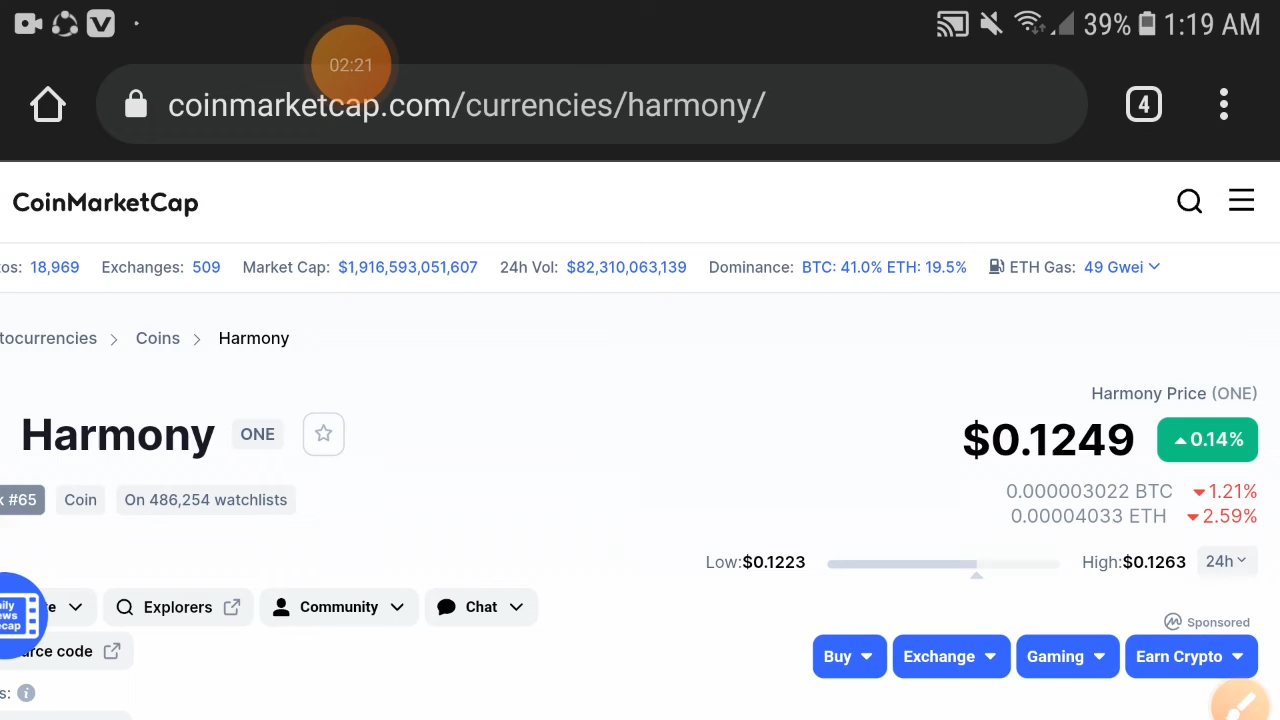 39% 1:19 AM
02:21
coinmarketcap.com/currencies/harmony/
4
CoinMarketCap
os: 18,969 Exchanges: 509 Market Cap: $1,916,593,051,607 24h Vol: $82,310,063,139 Dominance: BTC: 41.0% ETH: 19.5% ETH Gas: 49 Gwei
tocurrencies > Coins > Harmony
Harmony Price (ONE)
Harmony ONE $0.1249 0.14%
0.000003022 BTC 1.21%
k #65 Coin On 486,254 watchlists
0.00004033 ETH 2.59%
Low:$0.1223 High:$0.1263 24h
te Explorers Community Chat
Sponsored
urce code
Buy Exchange Gaming Earn Crypto
s: